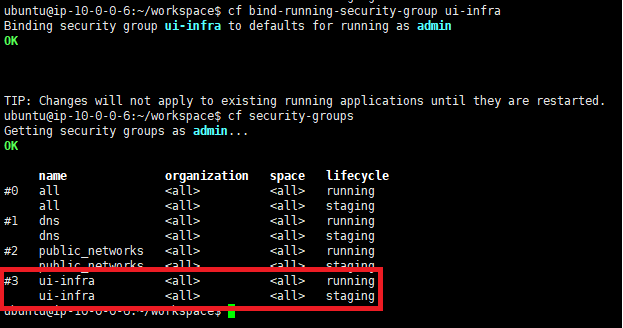 ubuntu@ip-10-0-0-6:~/workspace$ cf bind-running-security-group ui-infra
Binding security group ui-infra to defaults for running as admin
OK
TIP: Changes will not apply to existing running applications until they are restarted.
ubuntu@ip-10-0-0-6:~/workspace$ cf security-groups
Getting security groups as admin...
OK
name organization space lifecycle
#0 all <all> <all> running
all <all> <all> staging
#1 dns <all> <all> running
dns <all> <all> staging
#2 public_networks <all> <all> running
public_networks <all> <all> staging
#3 ui-infra <all> <all> running
ui-infra <all> <all> staging
ubuntu@ip-10-0-0-6:~/workspace$